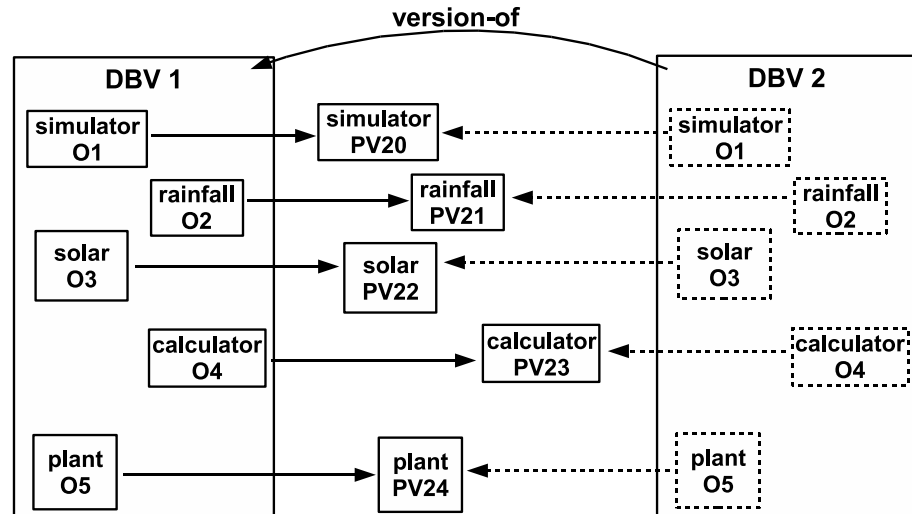 version-of
DBV 1
DBV 2
simulator
O1
simulator
PV20
simulator
O1
rainfall
O2
rainfall
PV21
rainfall
O2
solar
O3
solar
PV22
solar
O3
calculator
O4
calculator
PV23
calculator
O4
plant
O5
plant
PV24
plant
O5